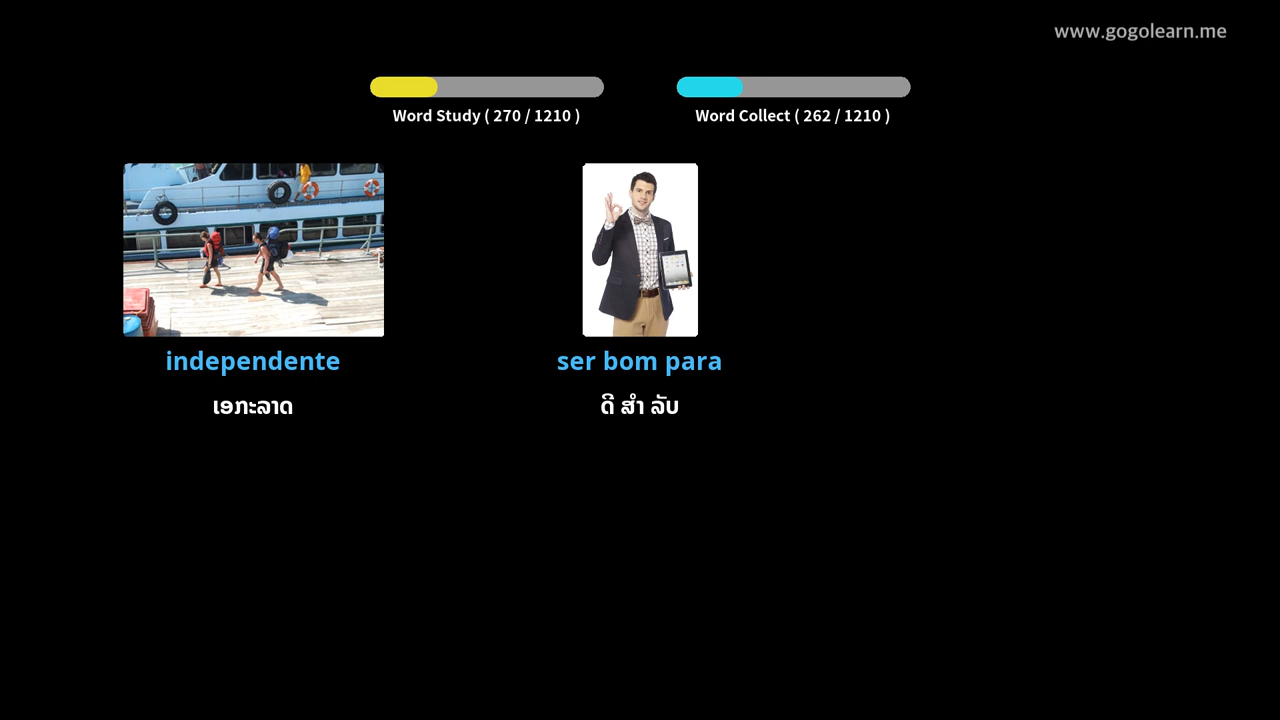 www.gogolearn.me
Word Study ( 270 / 1210 )
Word Collect ( 262 / 1210 )
independente
ser bom para
ເອກະລາດ
ດີ ສຳ ລັບ